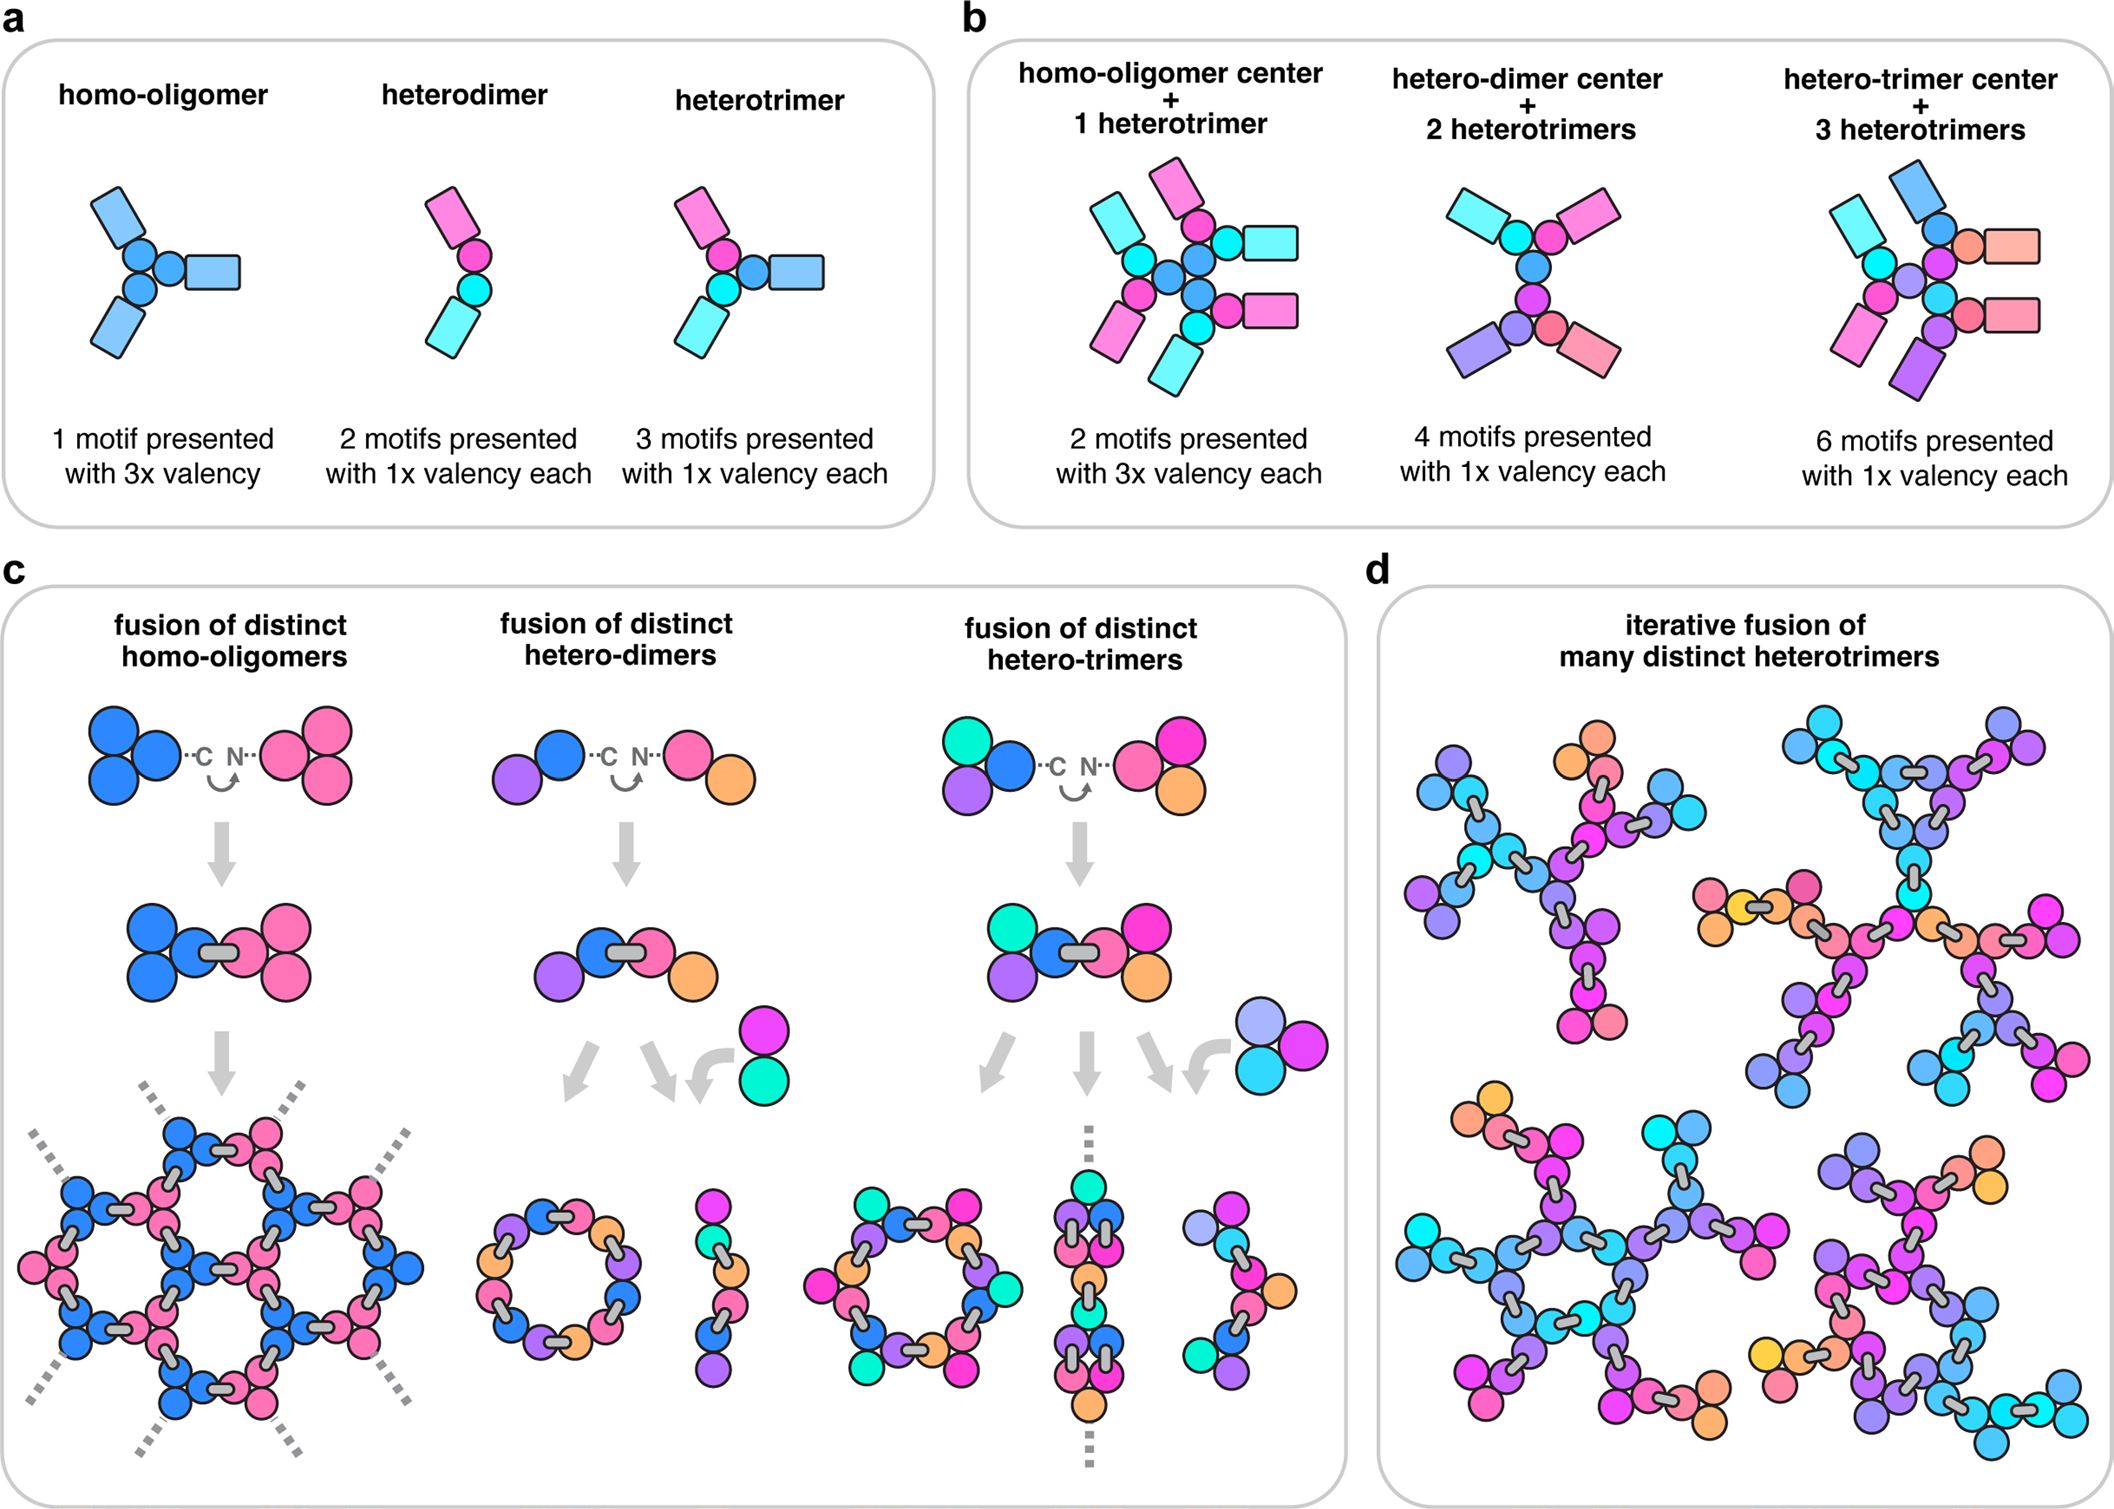 a
homo-oligomer
heterodimer
heterotrimer
1 motif presented
with 3x valency
2 motifs presented
with 1x valency each
3 motifs presented
with 1x valency each
b
homo-oligomer center
+
1 heterotrimer
hetero-dimer center
+
2 heterotrimers
hetero-trimer center
+
3 heterotrimers
2 motifs presented
with 3x valency each
4 motifs presented
with 1x valency each
6 motifs presented
with 1x valency each
c
fusion of distinct
homo-oligomers
C N
fusion of distinct
hetero-dimers
C N
fusion of distinct
hetero-trimers
C N
d
iterative fusion of
many distinct heterotrimers